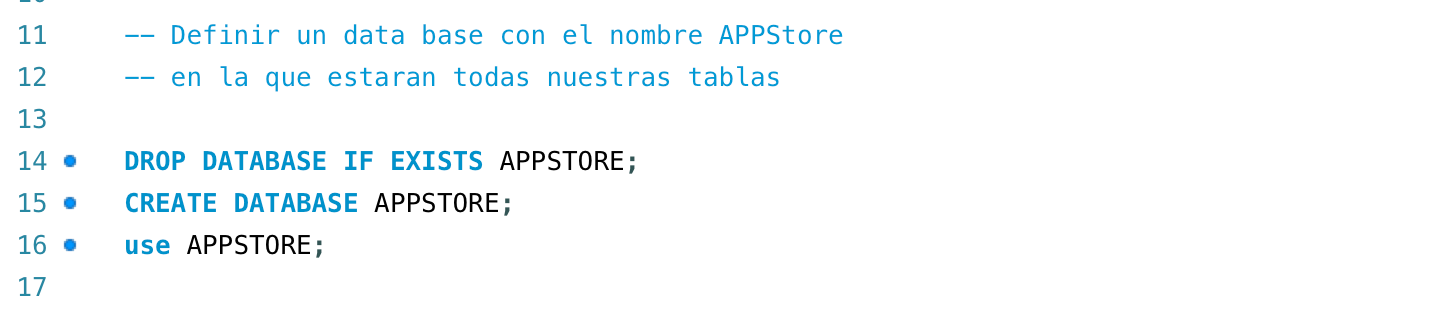 11 -- Definir un data base con el nombre APPStore
12 -- en la que estaran todas nuestras tablas
13
14 DROP DATABASE IF EXISTS APPSTORE;
15 CREATE DATABASE APPSTORE;
16 use APPSTORE;
17